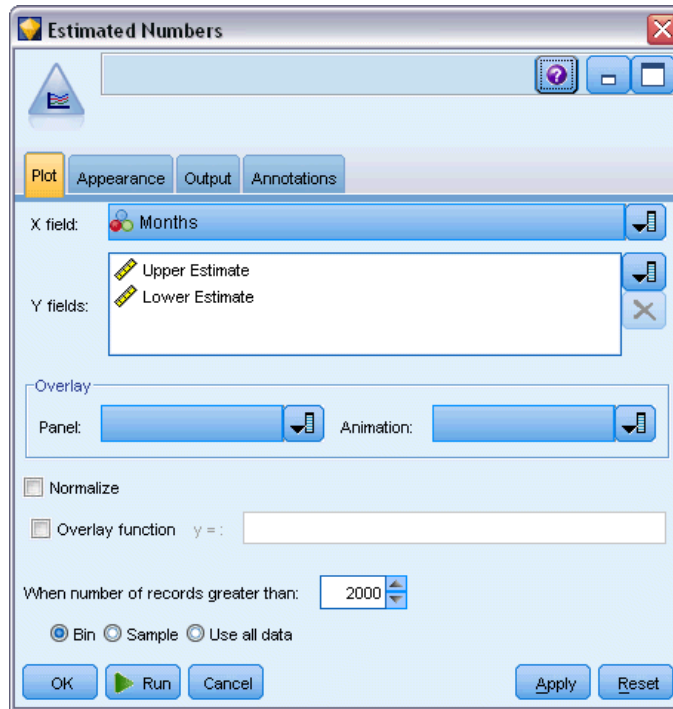 Estimated Numbers
Plot Appearance Output Annotations
X field: Months
Y fields:
Upper Estimate
Lower Estimate
Overlay
Panel: Animation:
Normalize
Overlay function y = :
When number of records greater than: 2000
Bin Sample Use all data
OK Run Cancel Apply Reset